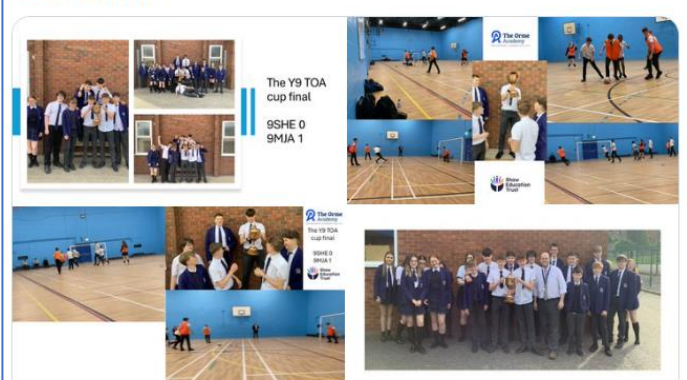 The Y9 TOA
cup final
9SHE 0
9MJA 1
The Orme
Academy
Shaw
Education
Trust
The Orme
Academy
The Y9 TOA
cup final
9SHE 0
9MJA 1
Shaw
Education
Trust